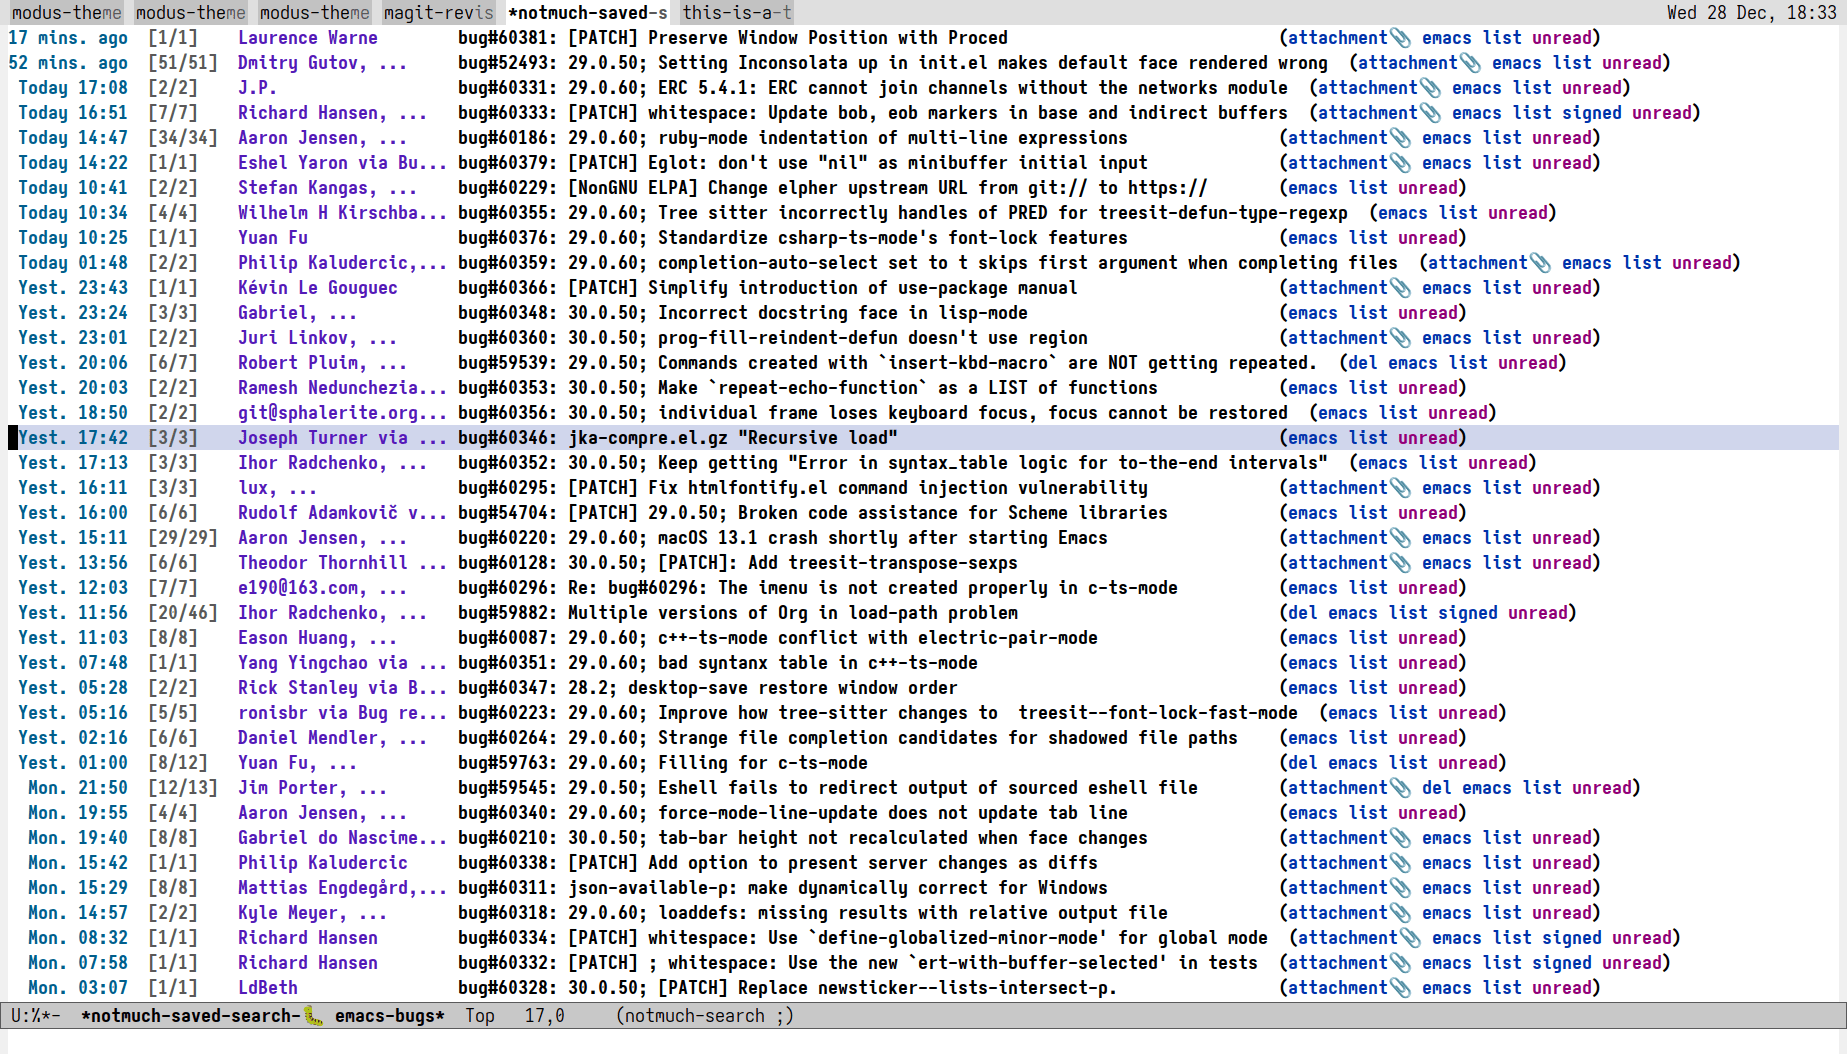 modus-theme modus-theme modus-theme magit-revis *notmuch-saved-s this-is-a-t Wed 28 Dec, 18:33
17 mins. ago [1/1] Laurence Warne bug#60381: [PATCH] Preserve Window Position with Proced (attachment📎 emacs list unread)
52 mins. ago [51/51] Dmitry Gutov, ... bug#52493: 29.0.50; Setting Inconsolata up in init.el makes default face rendered wrong (attachment📎 emacs list unread)
Today 17:08 [2/2] J.P. bug#60331: 29.0.60; ERC 5.4.1: ERC cannot join channels without the networks module (attachment📎 emacs list unread)
Today 16:51 [7/7] Richard Hansen, ... bug#60333: [PATCH] whitespace: Update bob, eob markers in base and indirect buffers (attachment📎 emacs list signed unread)
Today 14:47 [34/34] Aaron Jensen, ... bug#60186: 29.0.60; ruby-mode indentation of multi-line expressions (attachment📎 emacs list unread)
Today 14:22 [1/1] Eshel Yaron via Bu... bug#60379: [PATCH] Eglot: don't use "nil" as minibuffer initial input (attachment📎 emacs list unread)
Today 10:41 [2/2] Stefan Kangas, ... bug#60229: [NonGNU ELPA] Change elpher upstream URL from git:// to https:// (emacs list unread)
Today 10:34 [4/4] Wilhelm H Kirschba... bug#60355: 29.0.60; Tree sitter incorrectly handles of PRED for treesit-defun-type-regexp (emacs list unread)
Today 10:25 [1/1] Yuan Fu bug#60376: 29.0.60; Standardize csharp-ts-mode's font-lock features (emacs list unread)
Today 01:48 [2/2] Philip Kaludercic,... bug#60359: 29.0.60; completion-auto-select set to t skips first argument when completing files (attachment📎 emacs list unread)
Yest. 23:43 [1/1] Kévin Le Gouguec bug#60366: [PATCH] Simplify introduction of use-package manual (attachment📎 emacs list unread)
Yest. 23:24 [3/3] Gabriel, ... bug#60348: 30.0.50; Incorrect docstring face in lisp-mode (emacs list unread)
Yest. 23:01 [2/2] Juri Linkov, ... bug#60360: 30.0.50; prog-fill-reindent-defun doesn't use region (attachment📎 emacs list unread)
Yest. 20:06 [6/7] Robert Pluim, ... bug#59539: 29.0.50; Commands created with `insert-kbd-macro` are NOT getting repeated. (del emacs list unread)
Yest. 20:03 [2/2] Ramesh Nedunchezia... bug#60353: 30.0.50; Make `repeat-echo-function` as a LIST of functions (emacs list unread)
Yest. 18:50 [2/2] git@sphalerite.org... bug#60356: 30.0.50; individual frame loses keyboard focus, focus cannot be restored (emacs list unread)
Yest. 17:42 [3/3] Joseph Turner via ... bug#60346: jka-compre.el.gz "Recursive load" (emacs list unread)
Yest. 17:13 [3/3] Ihor Radchenko, ... bug#60352: 30.0.50; Keep getting "Error in syntax_table logic for to-the-end intervals" (emacs list unread)
Yest. 16:11 [3/3] lux, ... bug#60295: [PATCH] Fix htmlfontify.el command injection vulnerability (attachment📎 emacs list unread)
Yest. 16:00 [6/6] Rudolf Adamkovič v... bug#54704: [PATCH] 29.0.50; Broken code assistance for Scheme libraries (emacs list unread)
Yest. 15:11 [29/29] Aaron Jensen, ... bug#60220: 29.0.60; macOS 13.1 crash shortly after starting Emacs (attachment📎 emacs list unread)
Yest. 13:56 [6/6] Theodor Thornhill ... bug#60128: 30.0.50; [PATCH]: Add treesit-transpose-sexps (attachment📎 emacs list unread)
Yest. 12:03 [7/7] e190@163.com, ... bug#60296: Re: bug#60296: The imenu is not created properly in c-ts-mode (emacs list unread)
Yest. 11:56 [20/46] Ihor Radchenko, ... bug#59882: Multiple versions of Org in load-path problem (del emacs list signed unread)
Yest. 11:03 [8/8] Eason Huang, ... bug#60087: 29.0.60; c++-ts-mode conflict with electric-pair-mode (emacs list unread)
Yest. 07:48 [1/1] Yang Yingchao via ... bug#60351: 29.0.60; bad syntanx table in c++-ts-mode (emacs list unread)
Yest. 05:28 [2/2] Rick Stanley via B... bug#60347: 28.2; desktop-save restore window order (emacs list unread)
Yest. 05:16 [5/5] ronisbr via Bug re... bug#60223: 29.0.60; Improve how tree-sitter changes to treesit--font-lock-fast-mode (emacs list unread)
Yest. 02:16 [6/6] Daniel Mendler, ... bug#60264: 29.0.60; Strange file completion candidates for shadowed file paths (emacs list unread)
Yest. 01:00 [8/12] Yuan Fu, ... bug#59763: 29.0.60; Filling for c-ts-mode (del emacs list unread)
Mon. 21:50 [12/13] Jim Porter, ... bug#59545: 29.0.50; Eshell fails to redirect output of sourced eshell file (attachment📎 del emacs list unread)
Mon. 19:55 [4/4] Aaron Jensen, ... bug#60340: 29.0.60; force-mode-line-update does not update tab line (emacs list unread)
Mon. 19:40 [8/8] Gabriel do Nascime... bug#60210: 30.0.50; tab-bar height not recalculated when face changes (attachment📎 emacs list unread)
Mon. 15:42 [1/1] Philip Kaludercic bug#60338: [PATCH] Add option to present server changes as diffs (attachment📎 emacs list unread)
Mon. 15:29 [8/8] Mattias Engdegård,... bug#60311: json-available-p: make dynamically correct for Windows (attachment📎 emacs list unread)
Mon. 14:57 [2/2] Kyle Meyer, ... bug#60318: 29.0.60; loaddefs: missing results with relative output file (attachment📎 emacs list unread)
Mon. 08:32 [1/1] Richard Hansen bug#60334: [PATCH] whitespace: Use `define-globalized-minor-mode' for global mode (attachment📎 emacs list signed unread)
Mon. 07:58 [1/1] Richard Hansen bug#60332: [PATCH] ; whitespace: Use the new `ert-with-buffer-selected' in tests (attachment📎 emacs list signed unread)
Mon. 03:07 [1/1] LdBeth bug#60328: 30.0.50; [PATCH] Replace newsticker--lists-intersect-p. (attachment📎 emacs list unread)
U:%*- *notmuch-saved-search-🐛 emacs-bugs* Top 17,0 (notmuch-search ;)